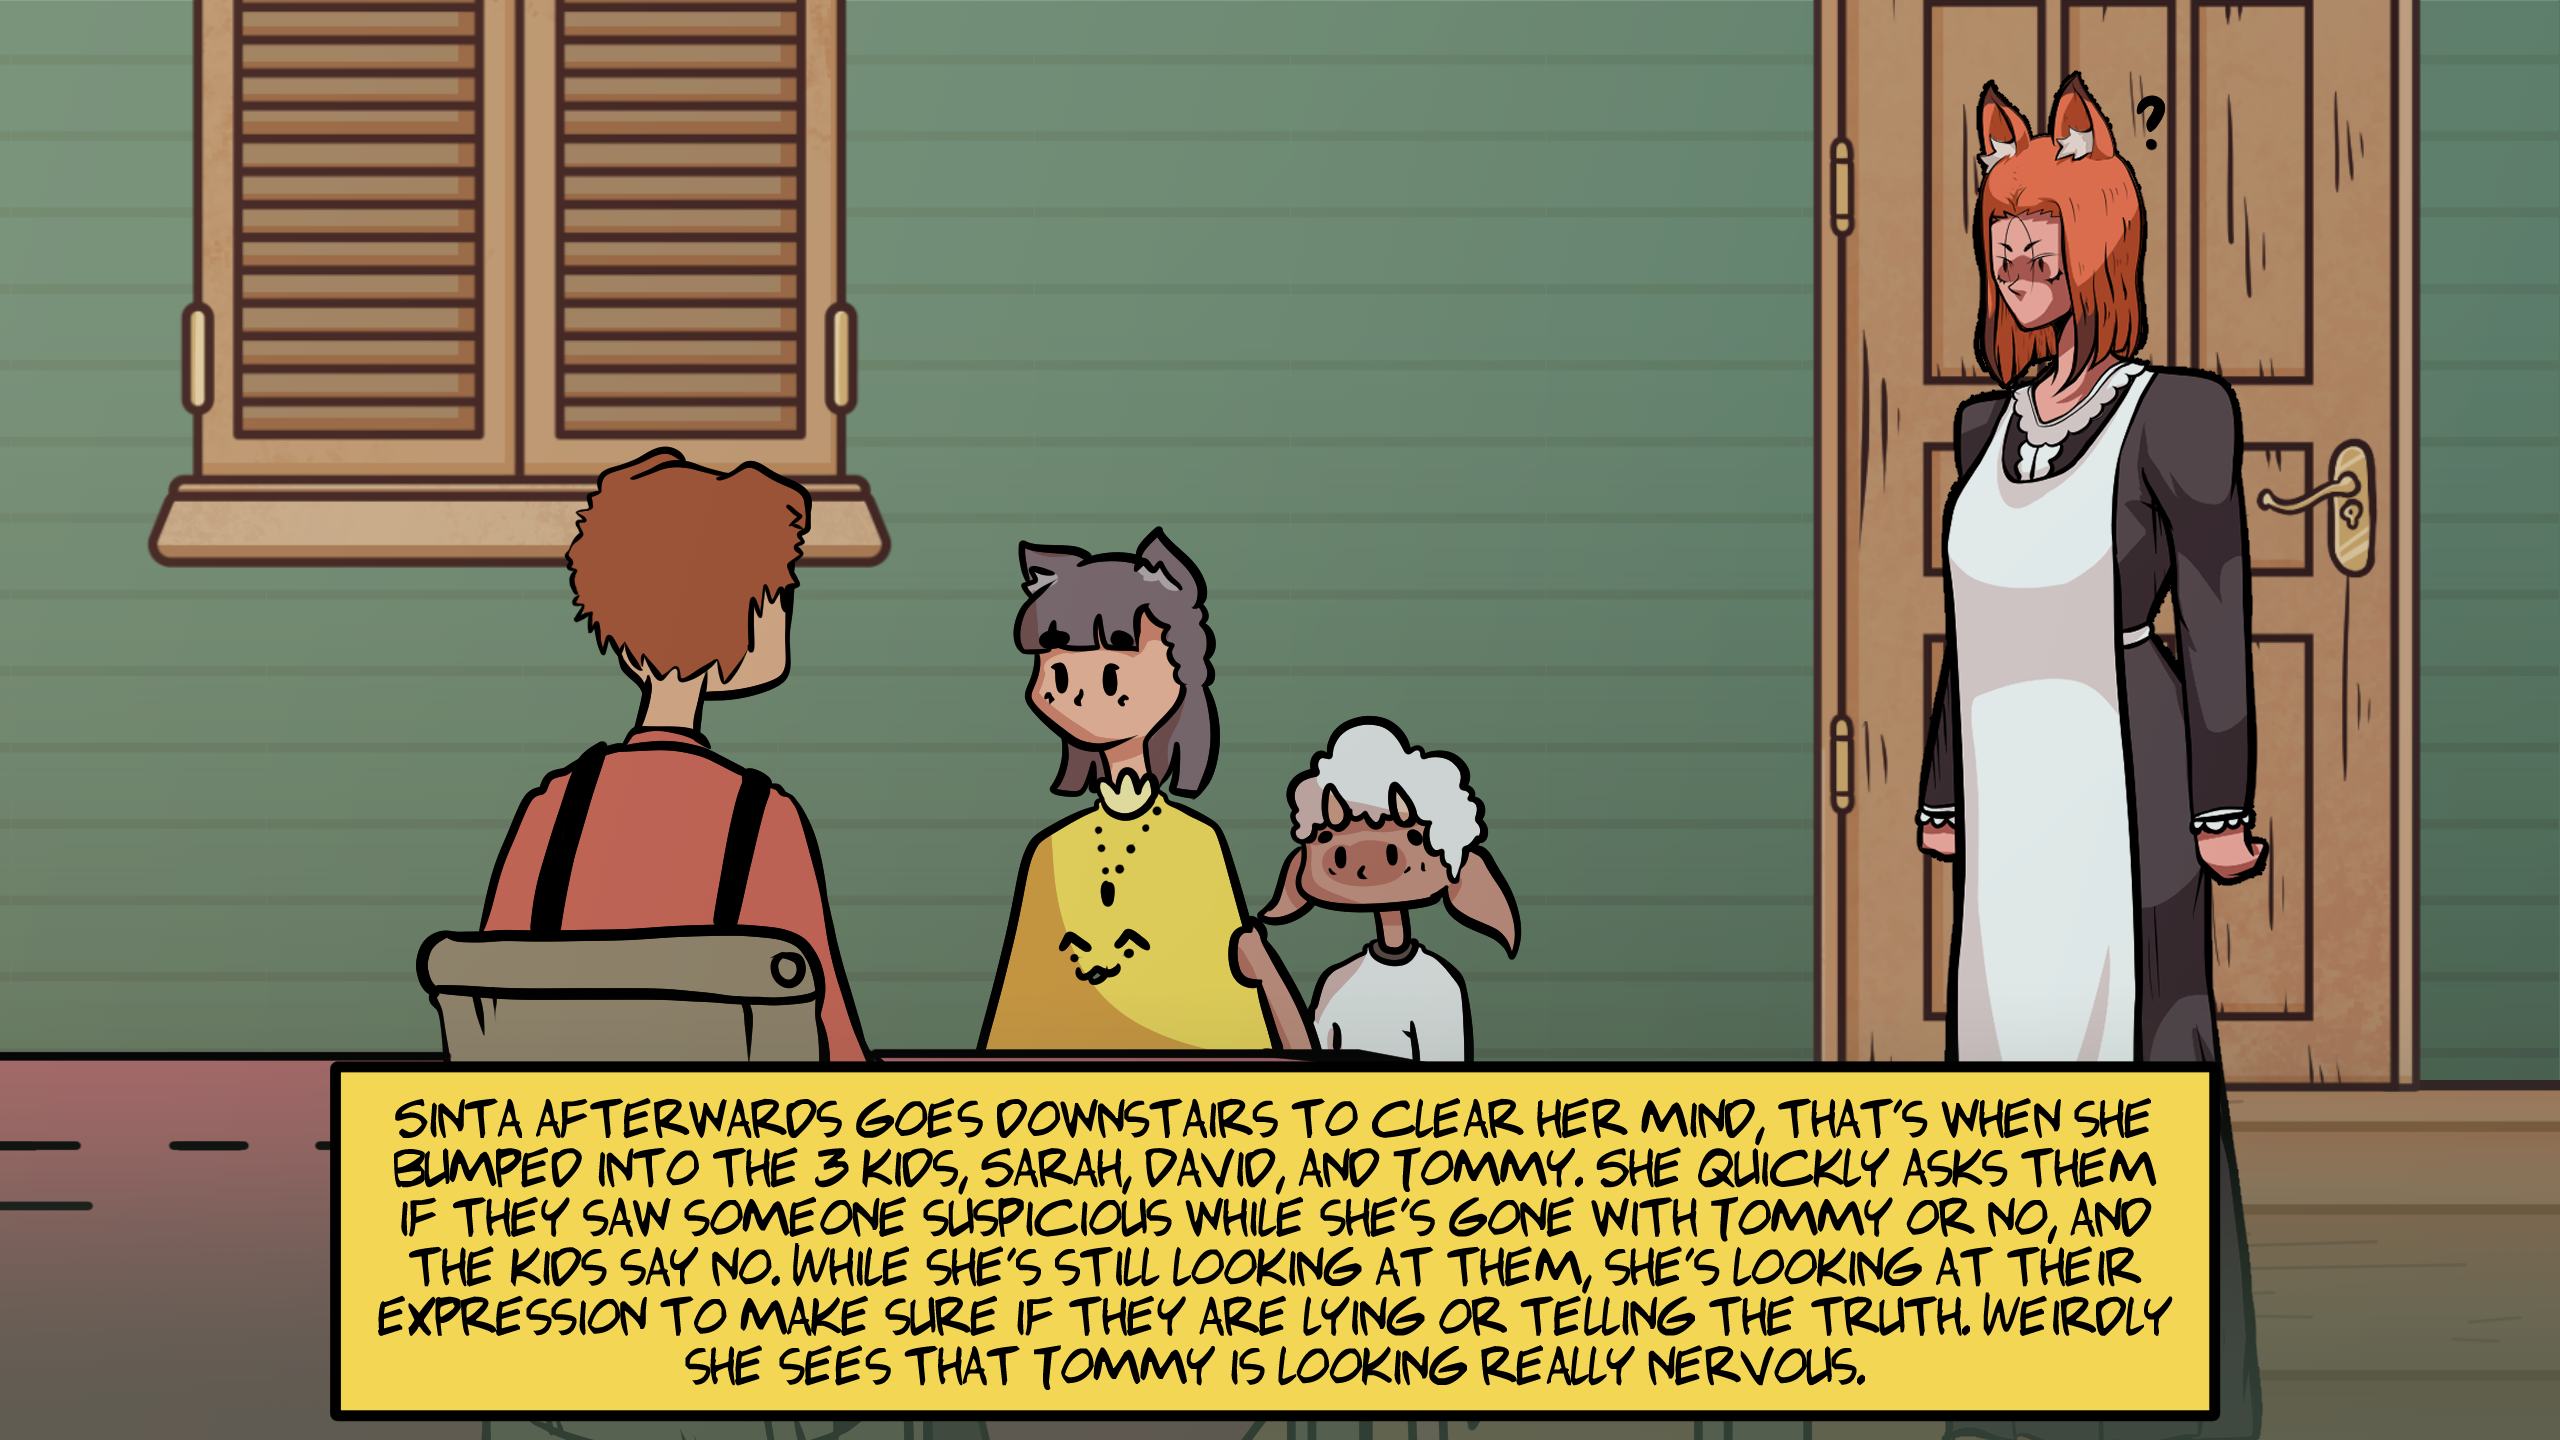 ?
SINTA AFTERWARDS GOES DOWNSTAIRS TO CLEAR HER MIND, THAT'S WHEN SHE
BUMPED INTO THE 3 KIDS, SARAH, DAVID, AND TOMMY. SHE QUICKLY ASKS THEM
IF THEY SAW SOMEONE SUSPICIOUS WHILE SHE'S GONE WITH TOMMY OR NO, AND
THE KIDS SAY NO. WHILE SHE'S STILL LOOKING AT THEM, SHE'S LOOKING AT THEIR
EXPRESSION TO MAKE SURE IF THEY ARE LYING OR TELLING THE TRUTH. WEIRDLY
SHE SEES THAT TOMMY IS LOOKING REALLY NERVOUS.